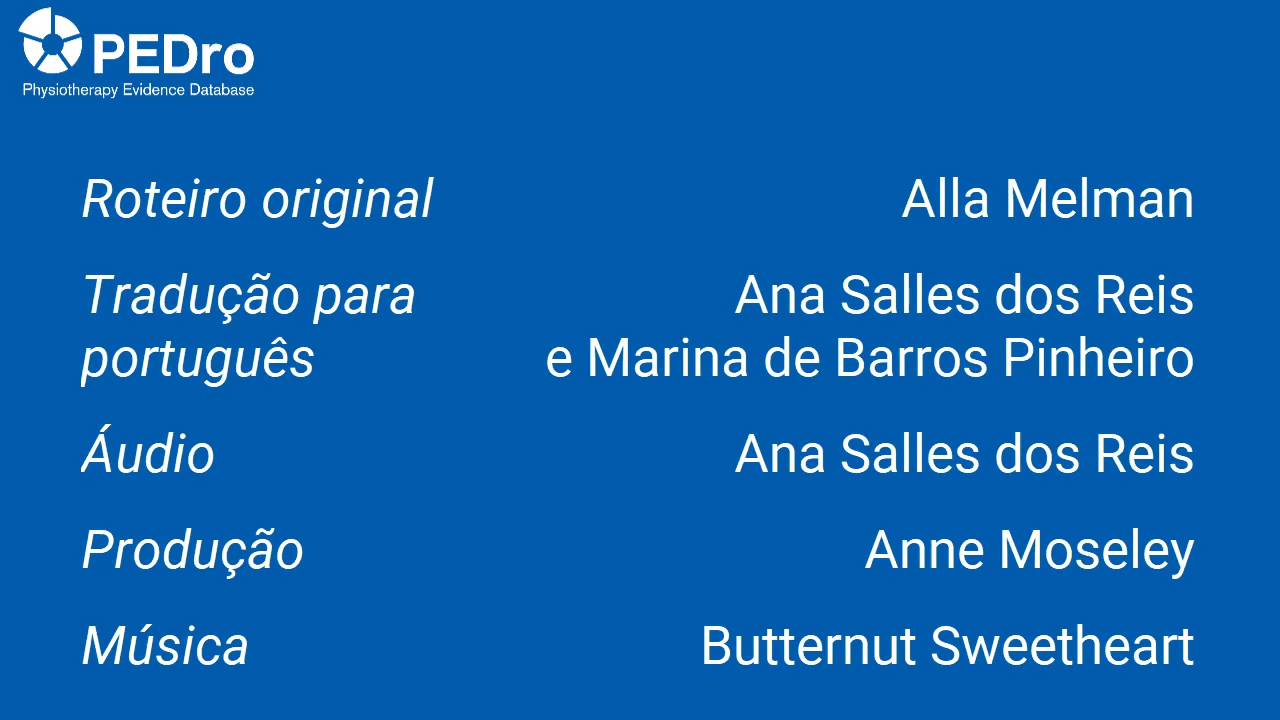 PEDro
Physiotherapy Evidence Database
Roteiro original Alla Melman
Tradução para Ana Salles dos Reis
português e Marina de Barros Pinheiro
Áudio Ana Salles dos Reis
Produção Anne Moseley
Música Butternut Sweetheart